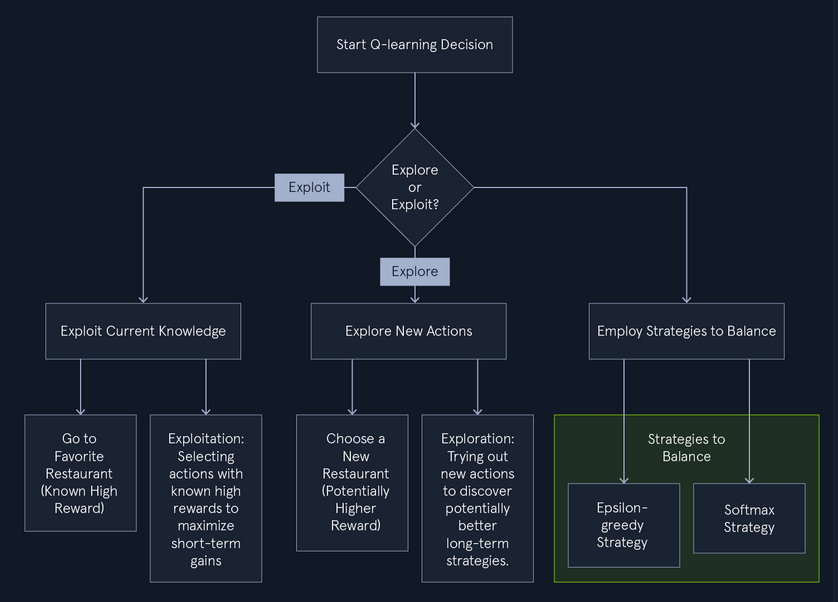 Start Q-learning Decision
Explore
or
Exploit?
Exploit
Explore
Exploit Current Knowledge
Explore New Actions
Employ Strategies to Balance
Go to
Favorite
Restaurant
(Known High
Reward)
Exploitation:
Selecting
actions with
known high
rewards to
maximize
short-term
gains
Choose a
New
Restaurant
(Potentially
Higher
Reward)
Exploration:
Trying out
new actions
to discover
potentially
better
long-term
strategies.
Strategies to
Balance
Epsilon-
greedy
Strategy
Softmax
Strategy